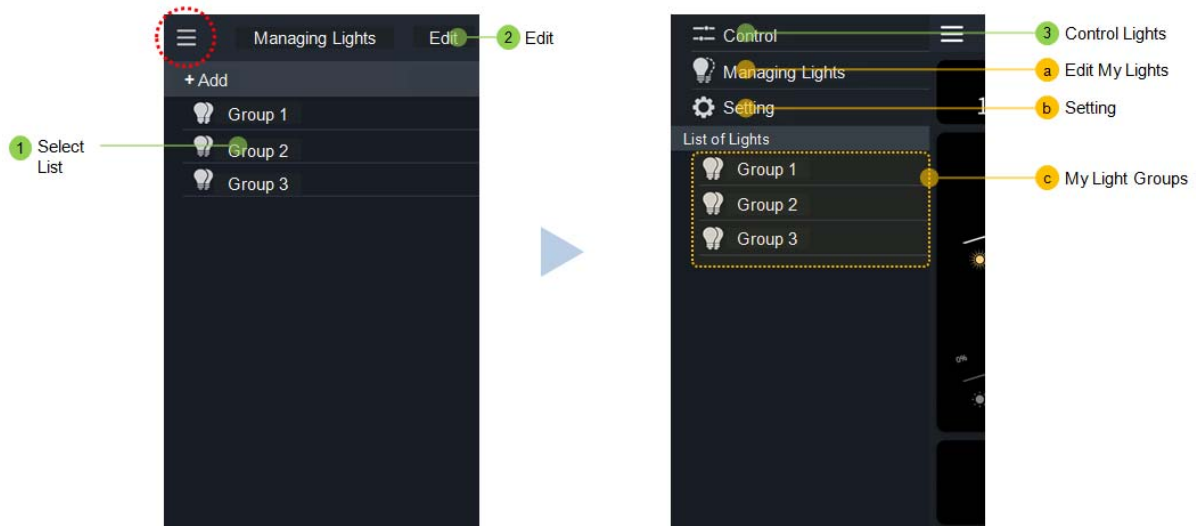 Managing Lights
Edit
2 Edit
+ Add
Group 1
1 Select
List
Group 2
Group 3
Control
3 Control Lights
Managing Lights
a Edit My Lights
Setting
1
b Setting
List of Lights
Group 1
c My Light Groups
Group 2
Group 3
0%